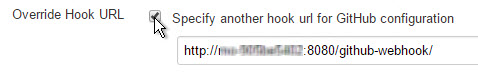 Override Hook URL Specify another hook url for GitHub configuration
http://:8080/github-webhook/